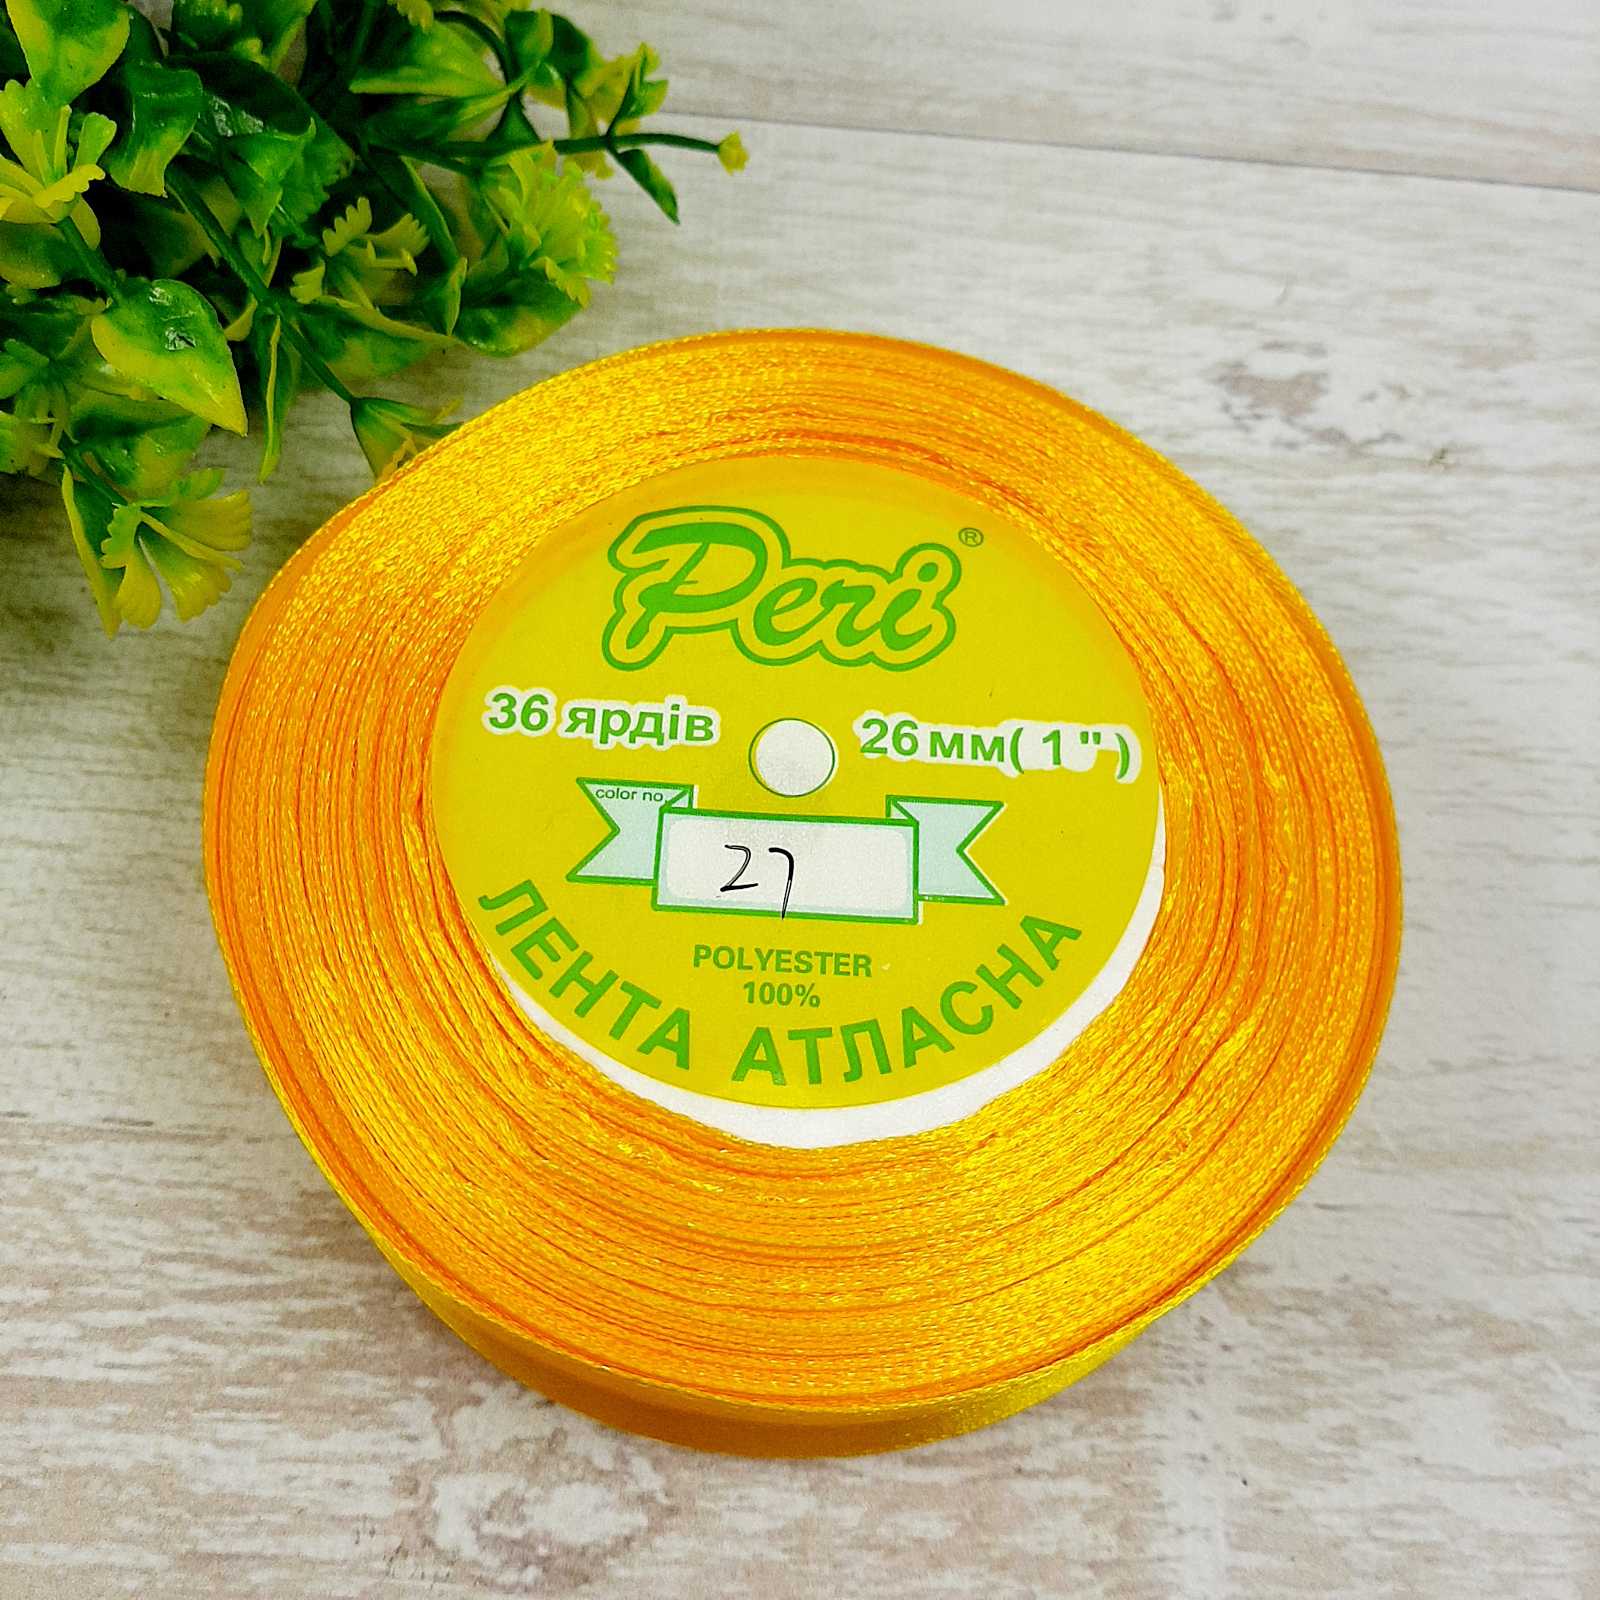 Peri ®
36 ярдів 26 мм( 1 " )
color no.
27
POLYESTER
100%
ЛЕНТА АТЛАСНА